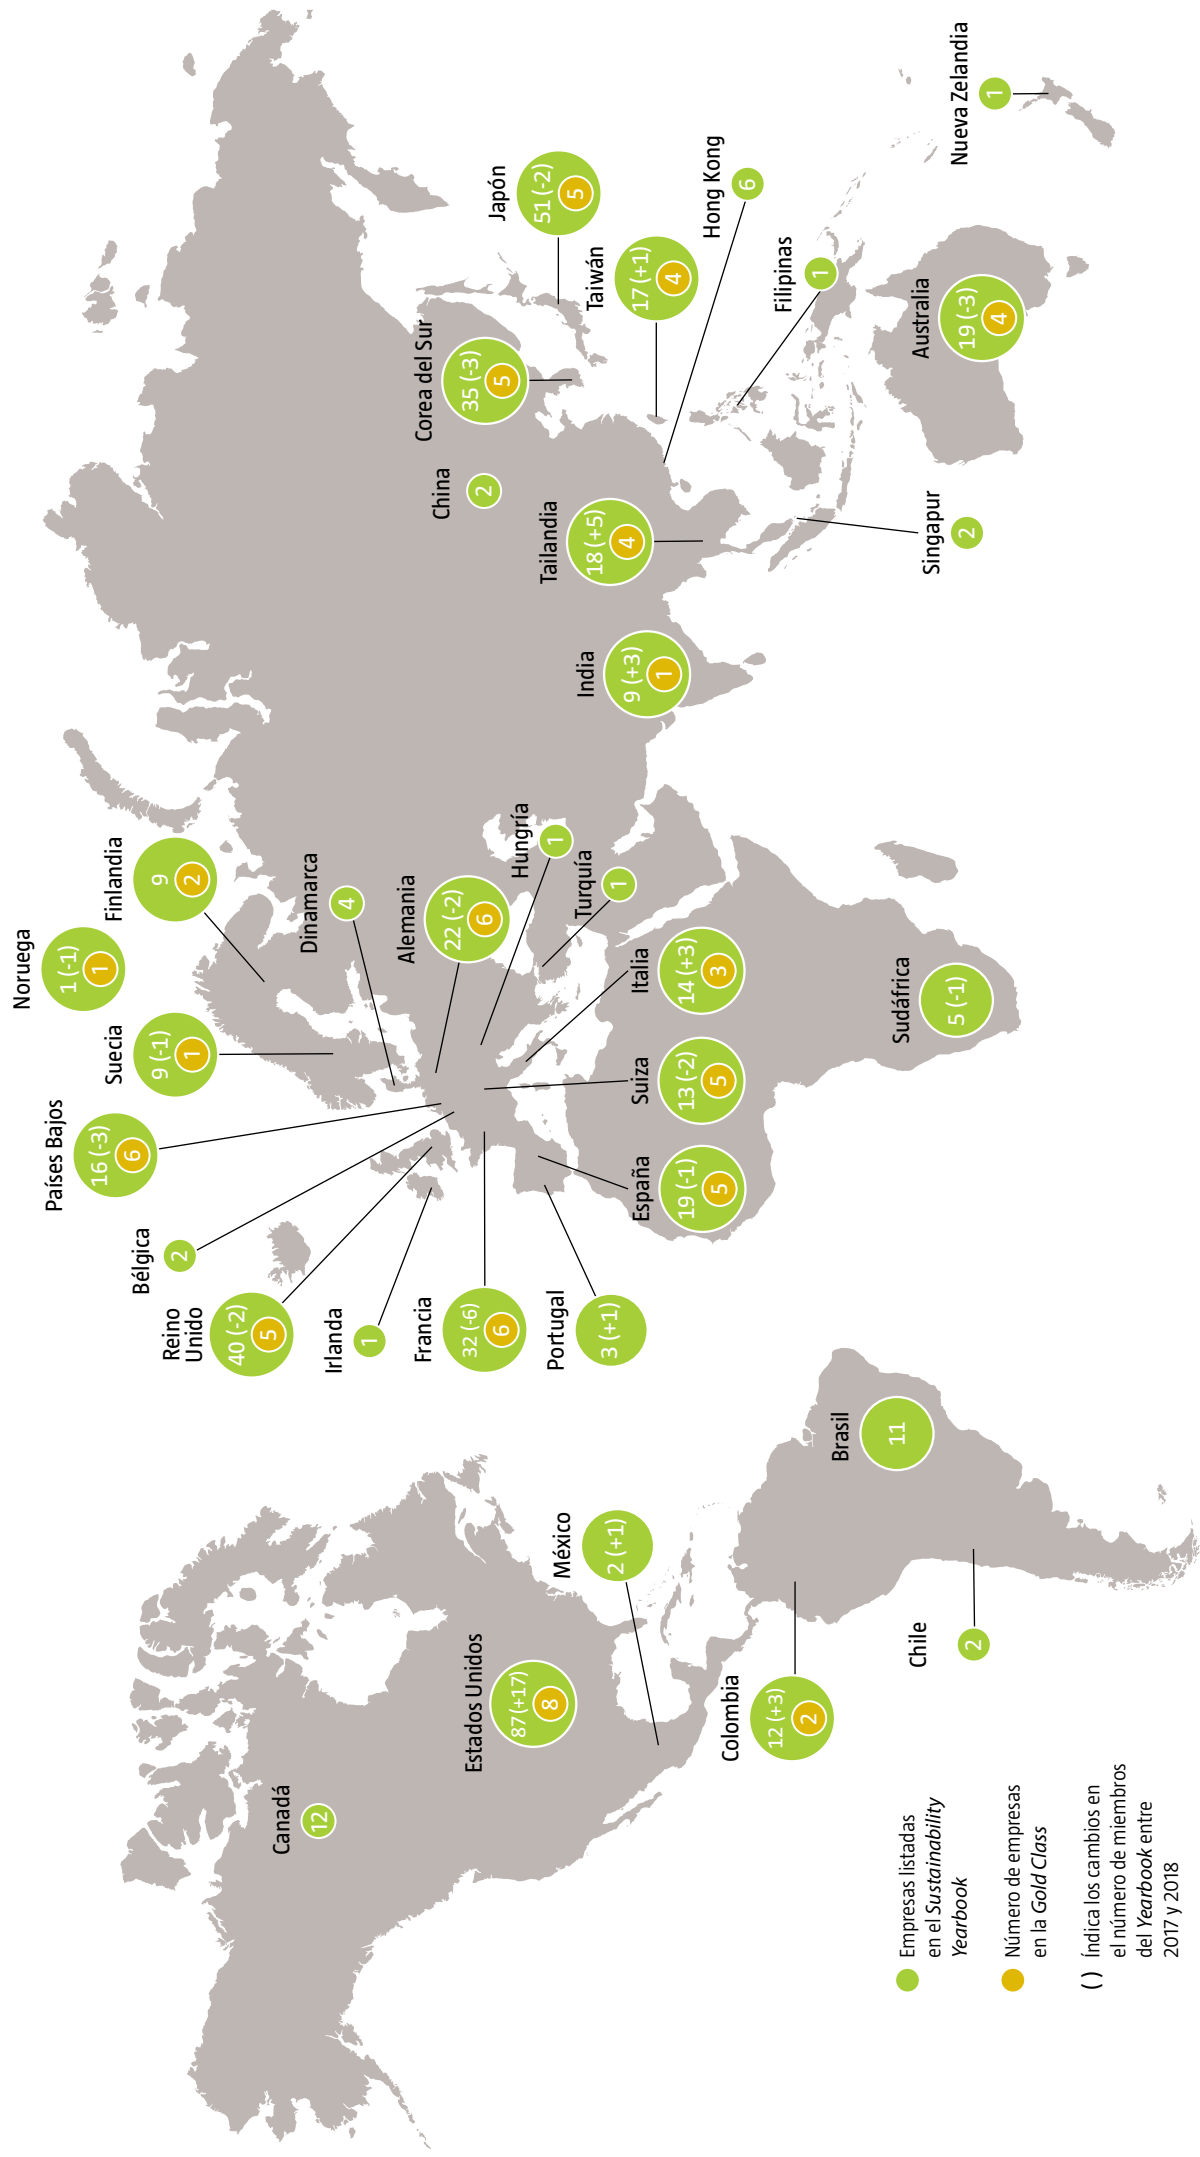 Canadá
12
Estados Unidos
87(+17)
8
México
2 (+1)
Colombia
12 (+3)
2
Chile
2
Brasil
11
Noruega
1 (-1)
1
Finlandia
9
2
Suecia
9 (-1)
1
Países Bajos
16 (-3)
6
Bélgica
2
Reino
Unido
40 (-2)
5
Irlanda
1
Francia
32 (-6)
6
Portugal
3 (+1)
España
19 (-1)
5
Suiza
13 (-2)
5
Italia
14 (+3)
3
Dinamarca
4
Alemania
22 (-2)
6
Hungría
1
Turquía
1
Sudáfrica
5 (-1)
India
9 (+3)
1
Tailandia
18 (+5)
4
China
2
Corea del Sur
35 (-3)
5
Japón
51 (-2)
5
Taiwán
17 (+1)
4
Hong Kong
6
Filipinas
1
Singapur
2
Australia
19 (-3)
4
Nueva Zelandia
1
Empresas listadas
en el Sustainability
Yearbook
Número de empresas
en la Gold Class
( ) Índica los cambios en
el número de miembros
del Yearbook entre
2017 y 2018